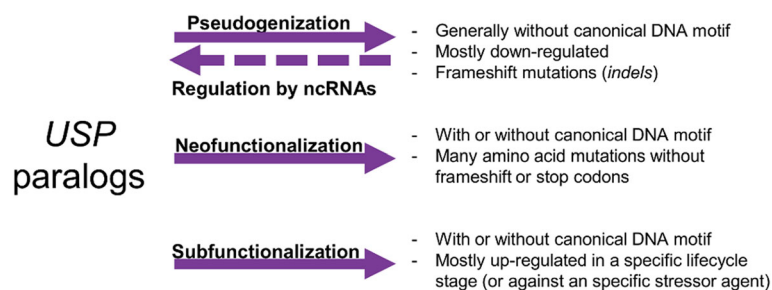 USP
paralogs
Pseudogenization
Regulation by ncRNAs
- Generally without canonical DNA motif
- Mostly down-regulated
- Frameshift mutations (indels)
Neofunctionalization
- With or without canonical DNA motif
- Many amino acid mutations without
frameshift or stop codons
Subfunctionalization
- With or without canonical DNA motif
- Mostly up-regulated in a specific lifecycle
stage (or against an specific stressor agent)